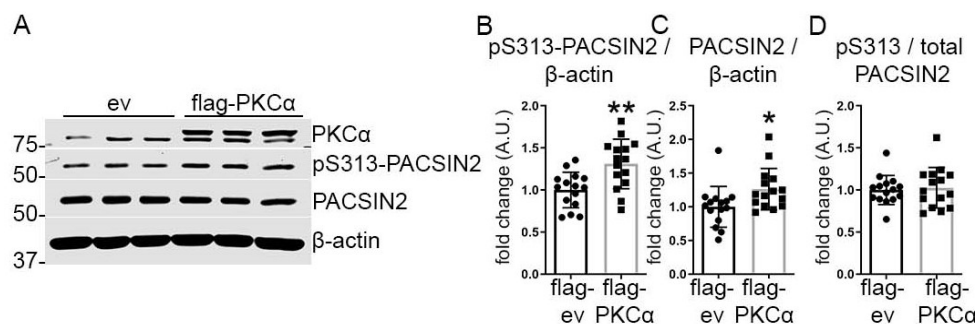 A
ev
flag-PKCα
PKCα
75
pS313-PACSIN2
50
PACSIN2
50
β-actin
37
B
pS313-PACSIN2 /
β-actin
**
fold change (A.U.)
2.0
1.5
1.0
0.5
0.0
flag-
ev
flag-
PKCα
C
PACSIN2 /
β-actin
*
fold change (A.U.)
2.5
2.0
1.5
1.0
0.5
0.0
flag-
ev
flag-
PKCα
D
pS313 / total
PACSIN2
fold change (A.U.)
2.0
1.5
1.0
0.5
0.0
flag-
ev
flag-
PKCα